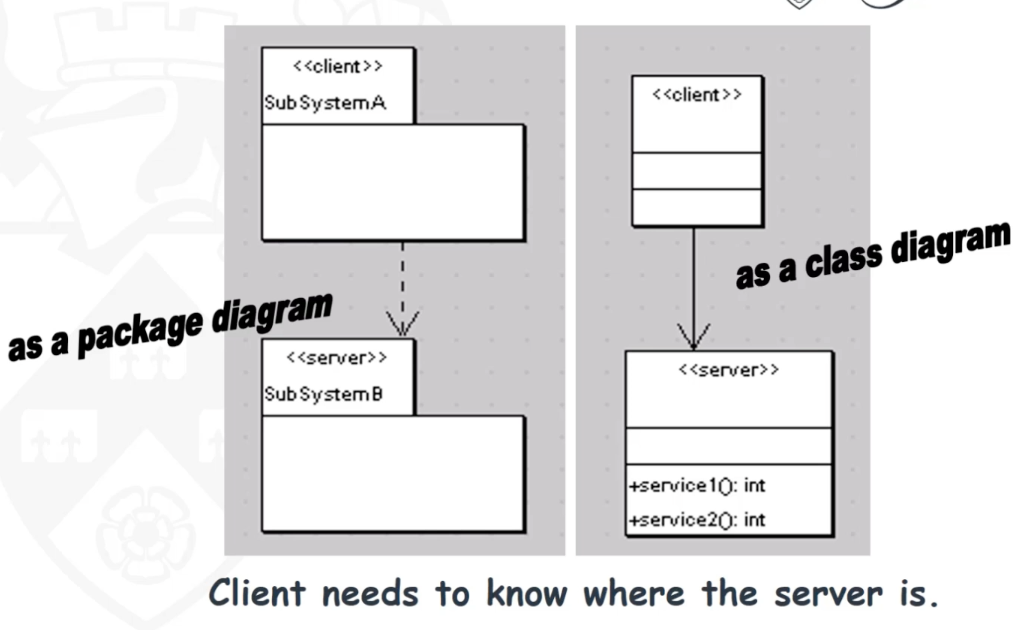 <<client>>
SubSystemA
<<server>>
SubSystemB
as a package diagram
<<client>>
<<server>>
+service1(): int
+service2(): int
as a class diagram
Client needs to know where the server is.